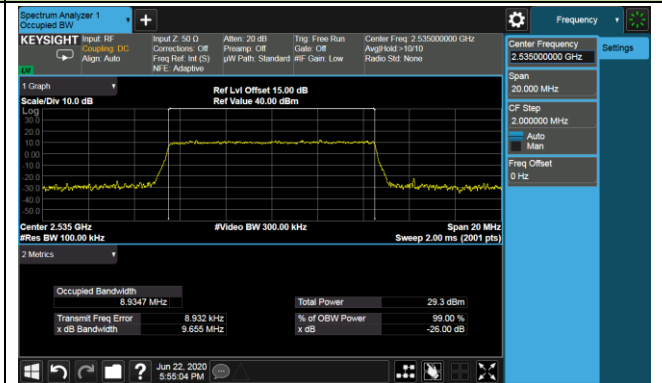 Spectrum Analyzer 1
Occupied BW
+
Frequency
KEYSIGHT
Input: RF
Coupling: DC
Align: Auto
Input Z: 50 Ω
Corrections: Off
Freq Ref: Int (S)
NFE: Adaptive
Atten: 20 dB
Preamp: Off
µW Path: Standard
Trig: Free Run
Gate: Off
#IF Gain: Low
Center Freq: 2.535000000 GHz
Avg|Hold:>10/10
Radio Std: None
Center Frequency
2.535000000 GHz
Settings
Span
20.000 MHz
CF Step
2.000000 MHz
Auto
Man
Freq Offset
0 Hz
1 Graph
Scale/Div 10.0 dB
Ref Lvl Offset 15.00 dB
Ref Value 40.00 dBm
Log
30.0
20.0
10.0
0.00
-10.0
-20.0
-30.0
-40.0
-50.0
Center 2.535 GHz
#Video BW 300.00 kHz
Span 20 MHz
#Res BW 100.00 kHz
Sweep 2.00 ms (2001 pts)
2 Metrics
Occupied Bandwidth
8.9347 MHz
Total Power
29.3 dBm
Transmit Freq Error
8.932 kHz
% of OBW Power
99.00 %
x dB Bandwidth
9.655 MHz
x dB
-26.00 dB
?
Jun 22, 2020
5:55:04 PM